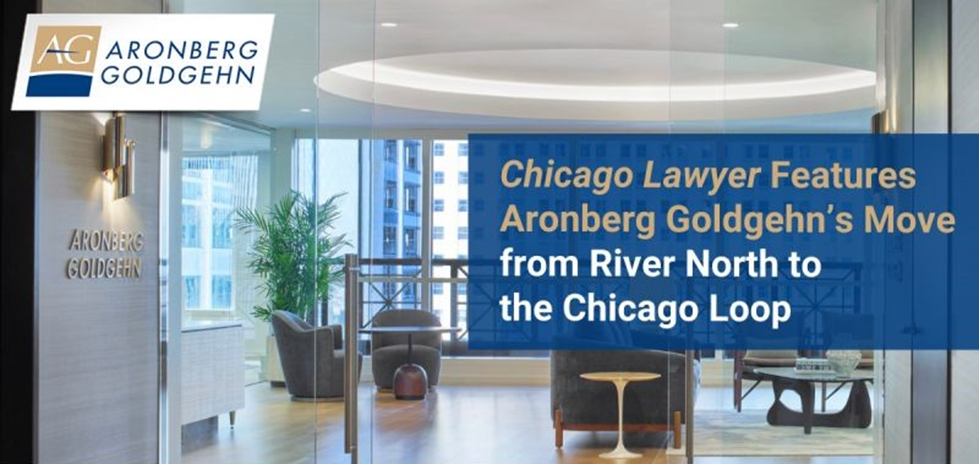 AG ARONBERG
GOLDGEHN
ARONBERG
GOLDGEHN
Chicago Lawyer Features
Aronberg Goldgehn’s Move
from River North to
the Chicago Loop